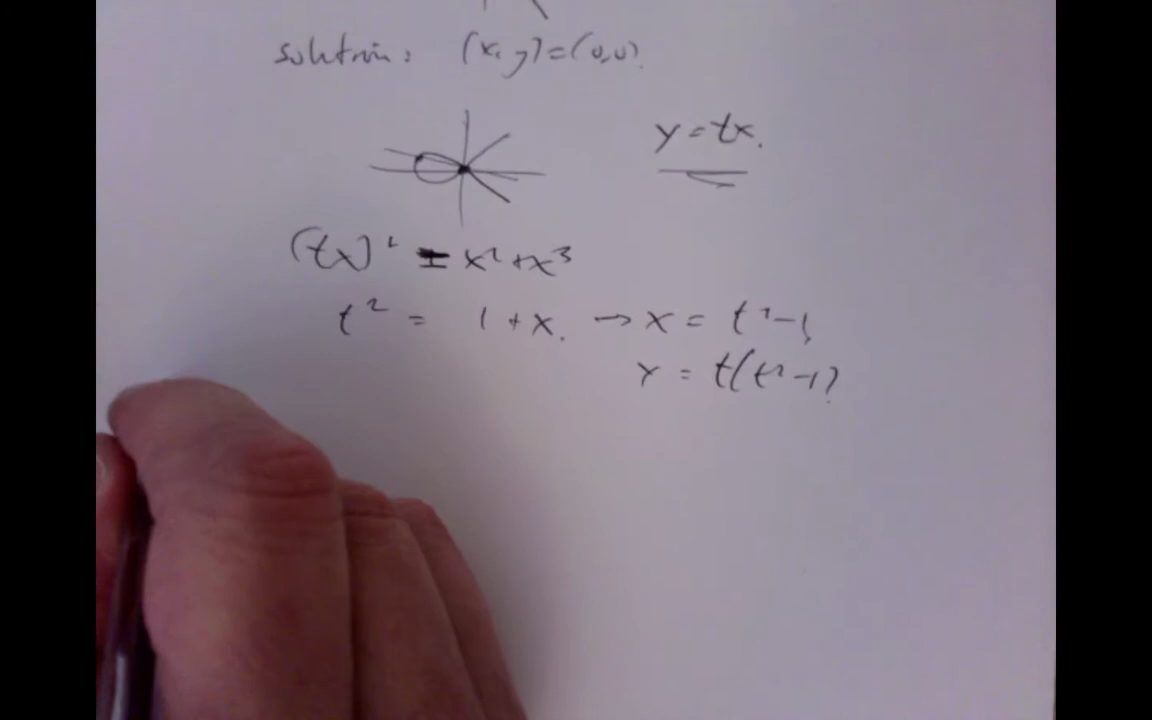 solution: (x, y) = (0,0).
y = tx.
(tx)² = x² + x³
t² = 1 + x. → x = t² - 1,
y = t(t² - 1)